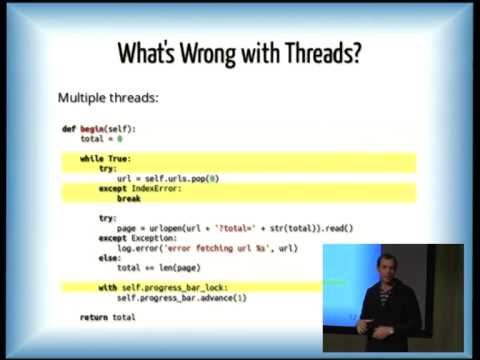 What's Wrong with Threads?
Multiple threads:
def begin(self):
total = 0
while True:
try:
url = self.urls.pop(0)
except IndexError:
break
try:
page = urlopen(url + '?total=' + str(total)).read()
except Exception:
log.error('error fetching url %s', url)
else:
total += len(page)
with self.progress_bar_lock:
self.progress_bar.advance(1)
return total